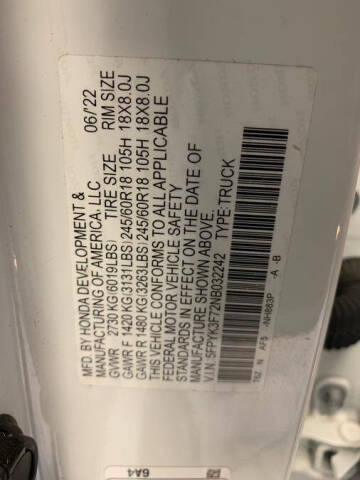 MFD. BY HONDA DEVELOPMENT & 06/'22
MANUFACTURING OF AMERICA, LLC
GVWR 2730 KG(6019LBS) TIRE SIZE RIM SIZE
GAWR F 1420 KG(3131LBS) 245/60R18 105H 18X8.0J
GAWR R 1480 KG(3263LBS) 245/60R18 105H 18X8.0J
THIS VEHICLE CONFORMS TO ALL APPLICABLE
FEDERAL MOTOR VEHICLE SAFETY
STANDARDS IN EFFECT ON THE DATE OF
MANUFACTURE SHOWN ABOVE.
V.I.N.: 5FPYK3F72NB032242 TYPE:TRUCK
T6Z N AF5 -NH883P -A -B
6A4